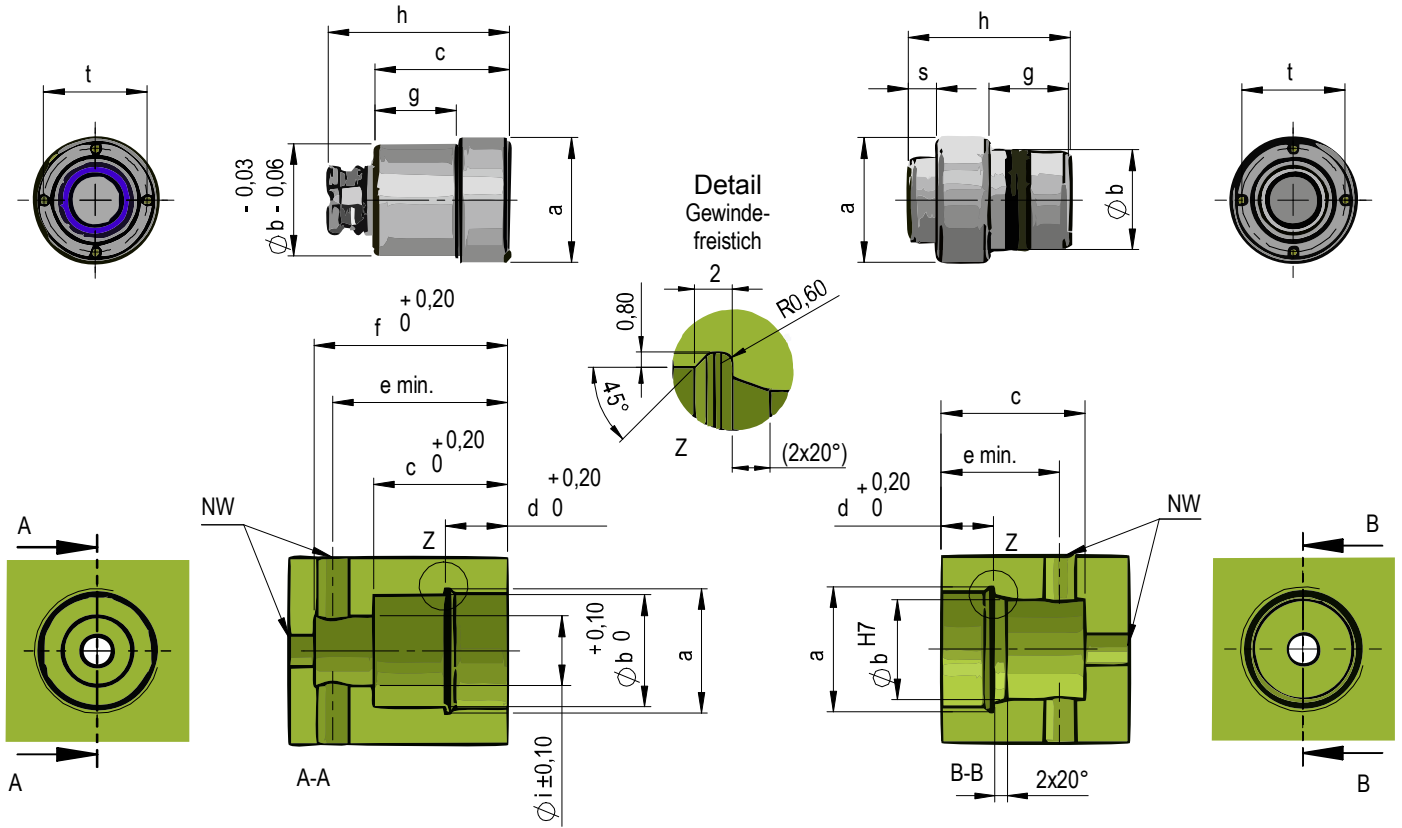 h
c
g
t
- 0,03
Ø b - 0,06
a
h
s
g
t
a
Ø b
Detail
Gewinde-
freistich
2
0,80
R0,60
45°
Z
(2x20°)
+ 0,20
f 0
e min.
+ 0,20
c 0
+ 0,20
d 0
NW
Z
A
A
A-A
+ 0,10
Ø b 0
a
Ø i ±0,10
c
e min.
+ 0,20
d 0
NW
Z
a
Ø b H7
B-B
2x20°
B
B